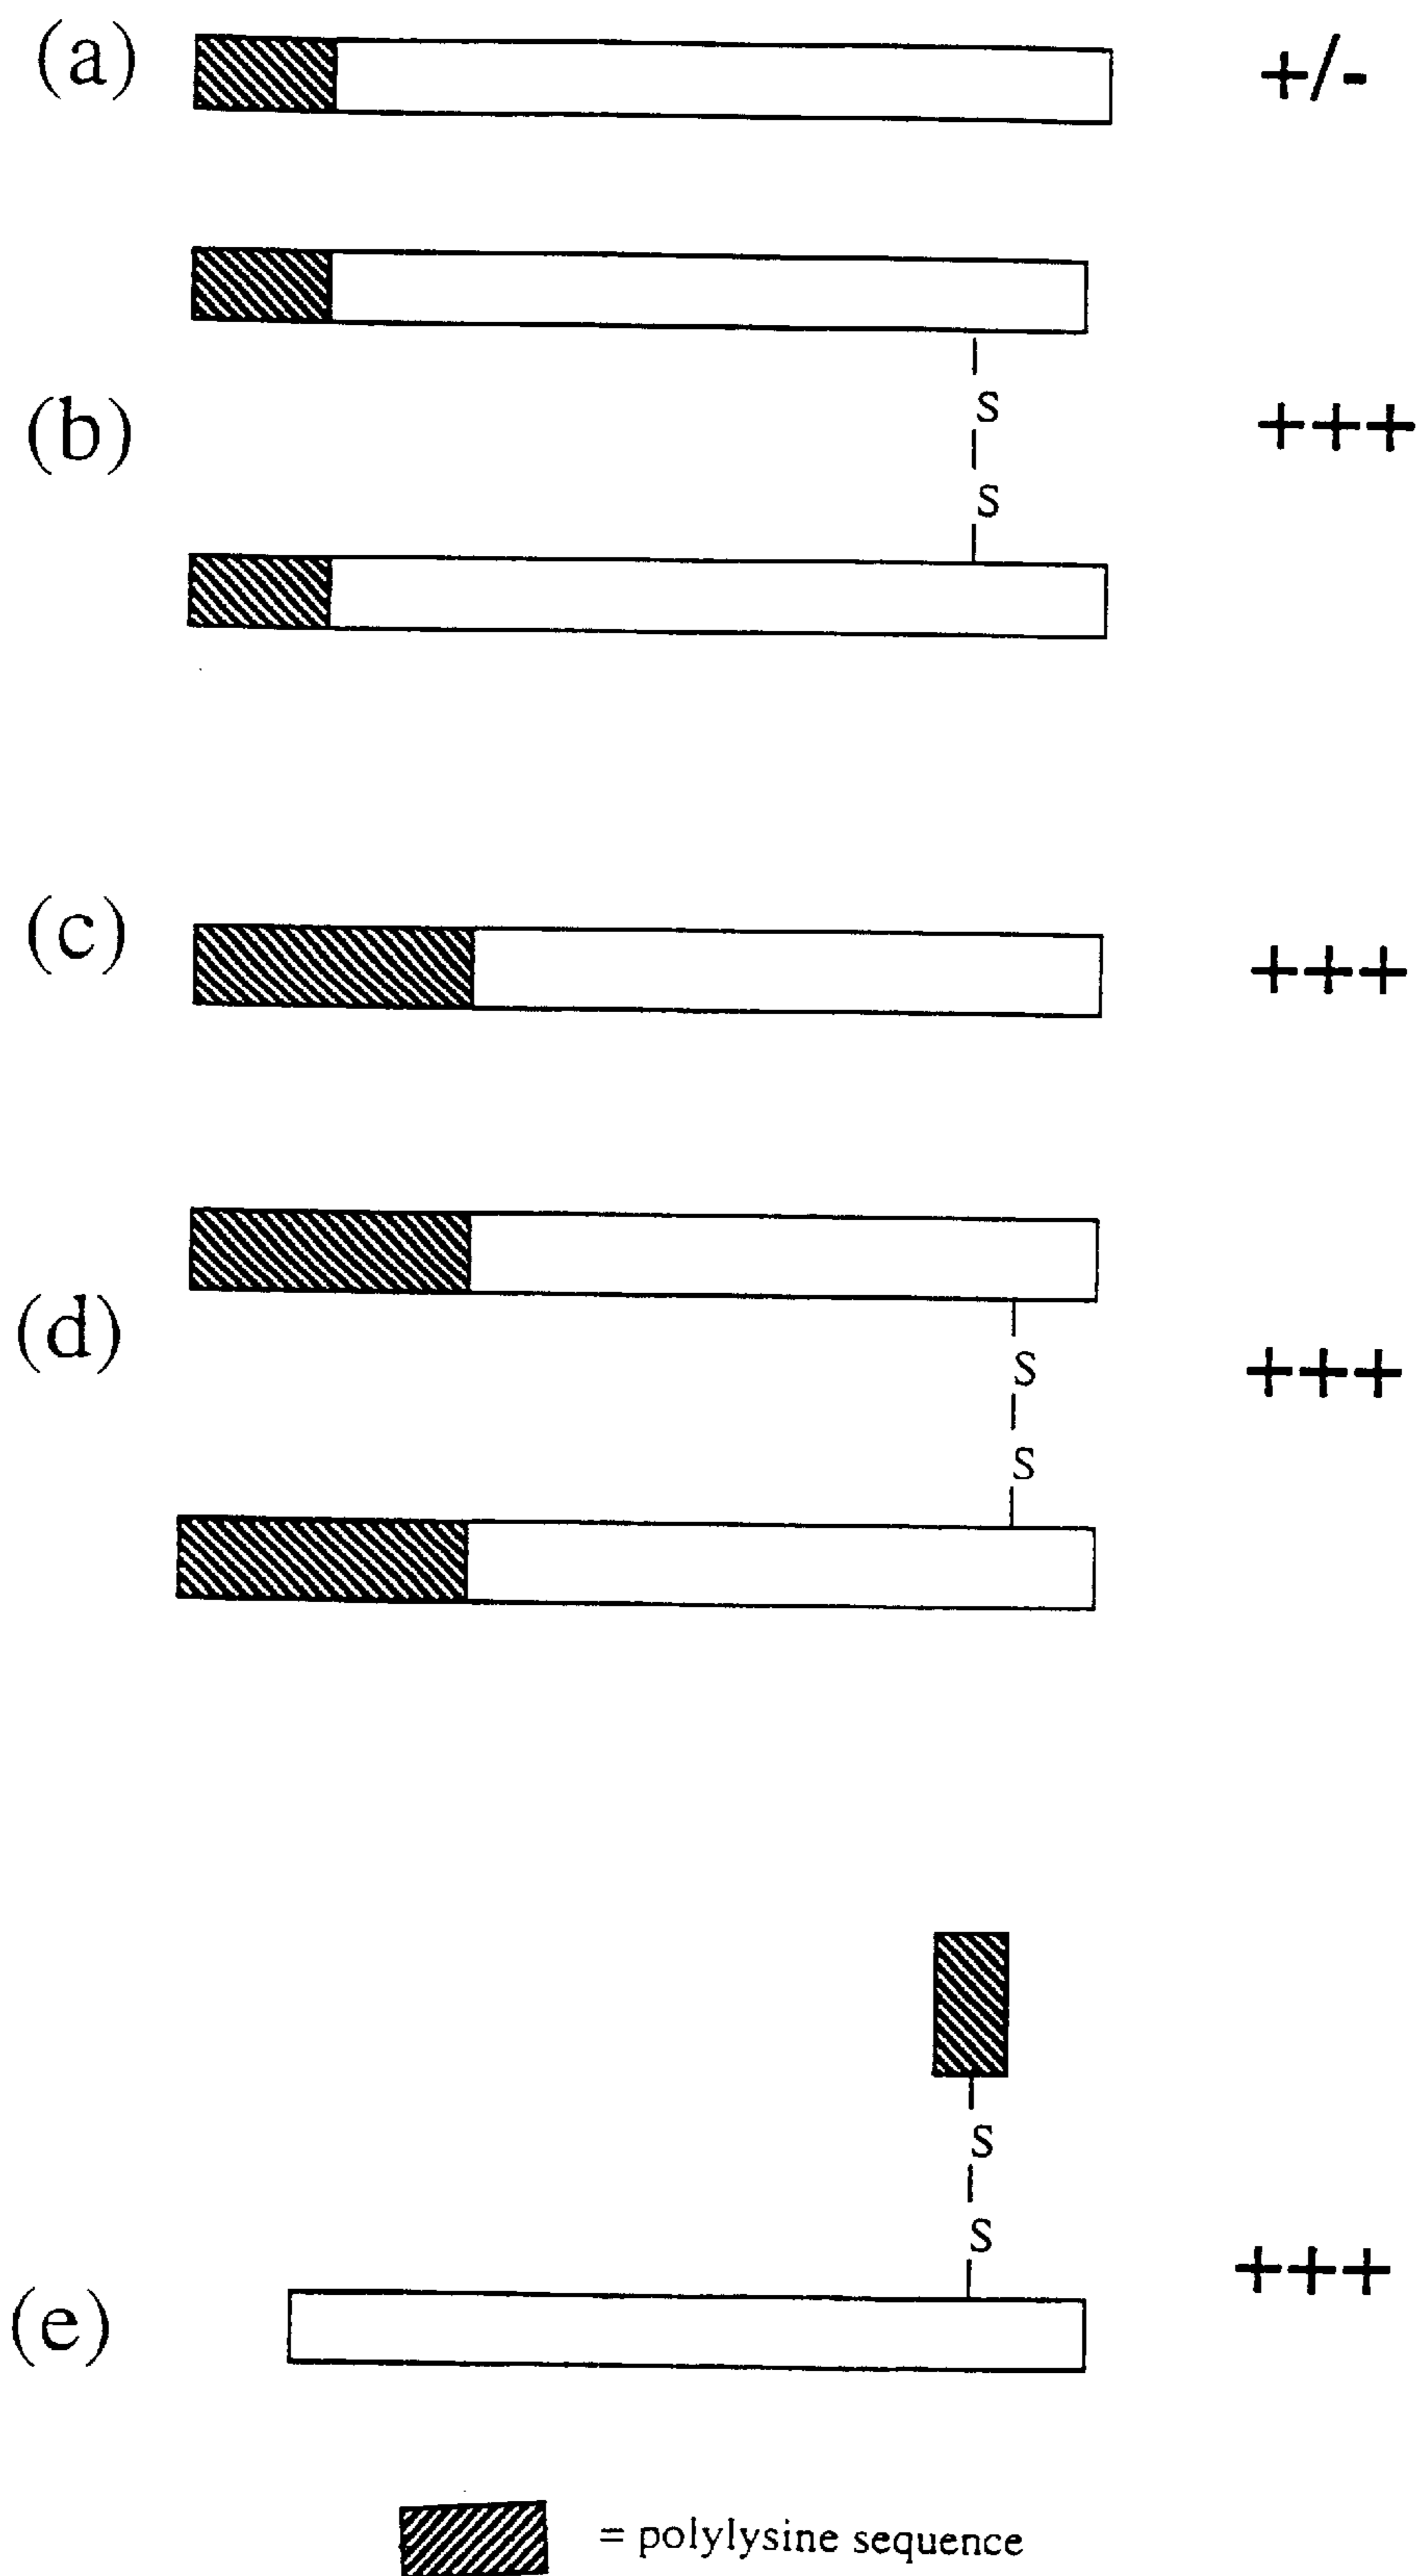 (a) +/-
S
(b) +++
S
(c) +++
S
(d) +++
S
S
S
(e) +++
= polylysine sequence